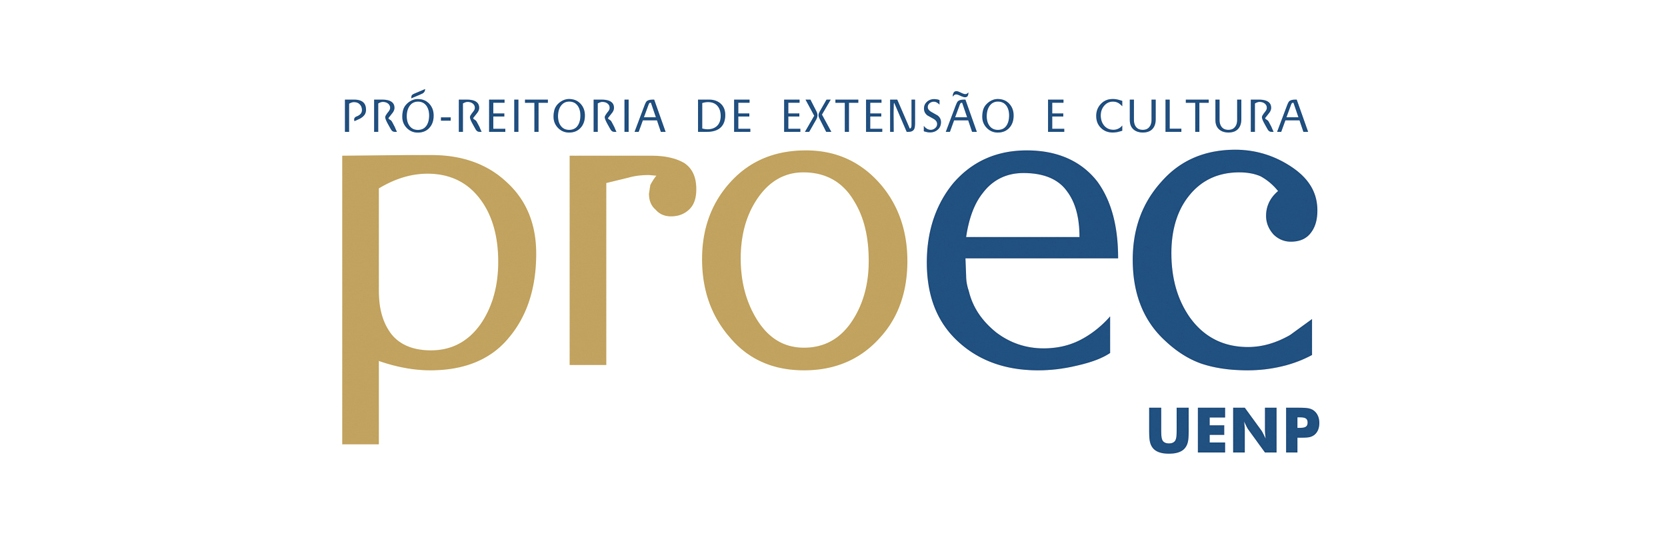 PRÓ-REITORIA DE EXTENSÃO E CULTURA
proec
UENP